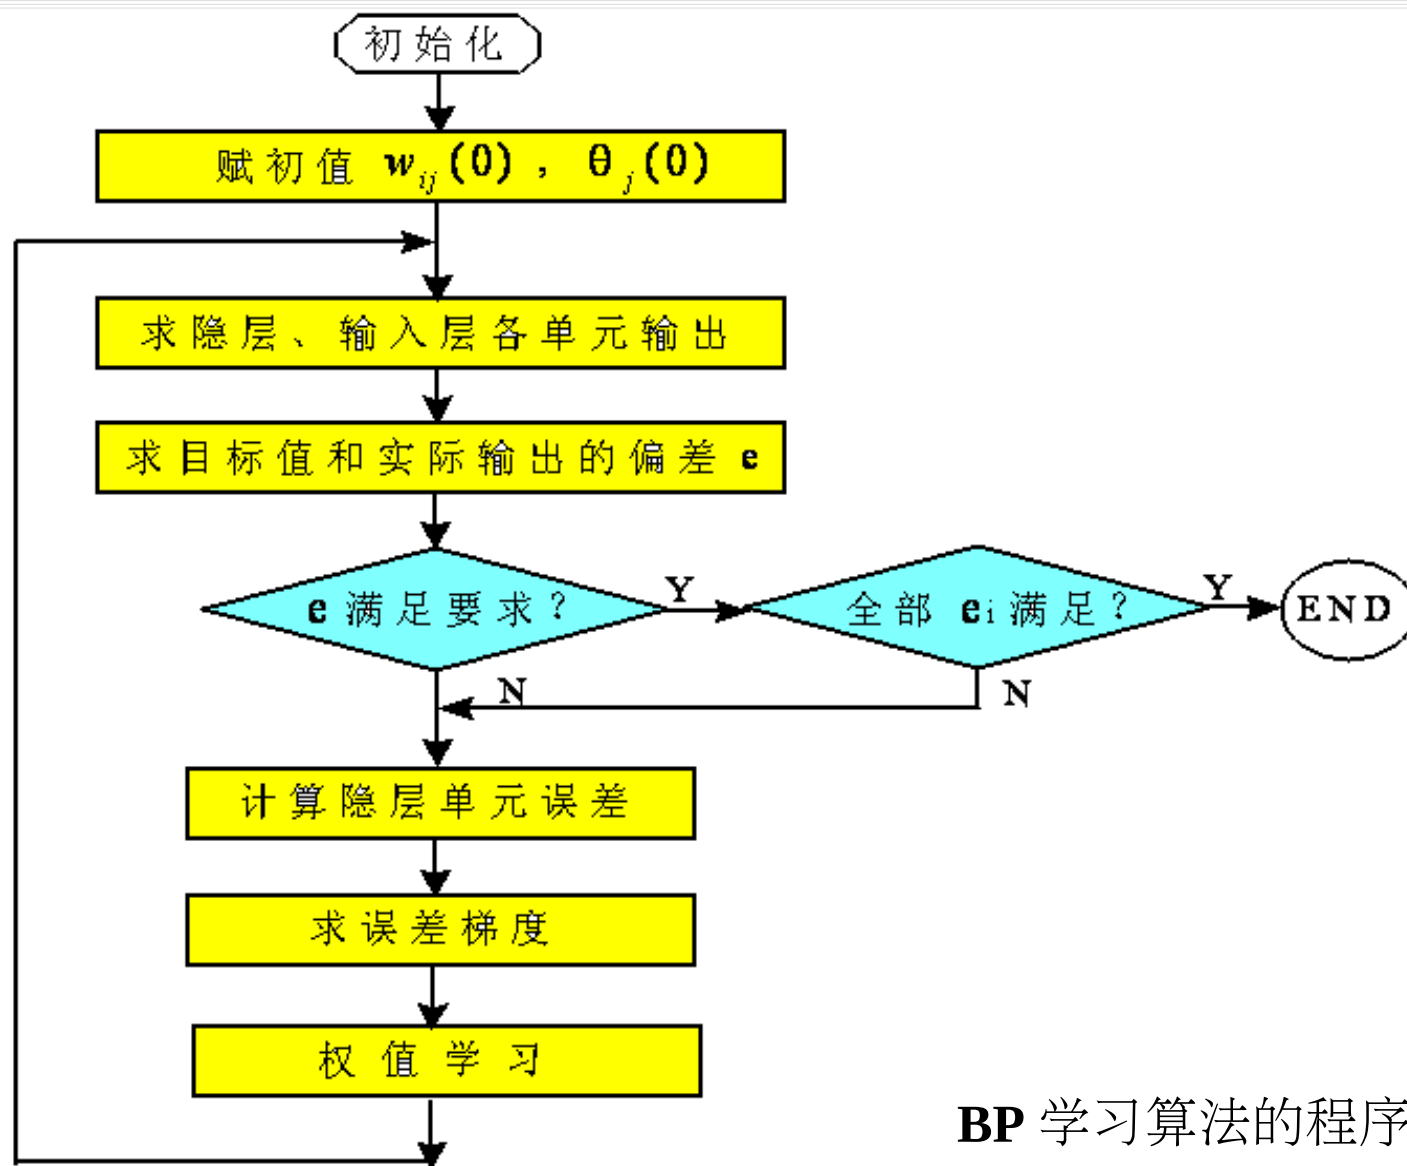 初始化
赋初值 w_ij(0)，θ_j(0)
求隐层、输入层各单元输出
求目标值和实际输出的偏差 e
e 满足要求？
Y
全部 ei 满足？
Y
END
N
N
计算隐层单元误差
求误差梯度
权值学习
BP 学习算法的程序